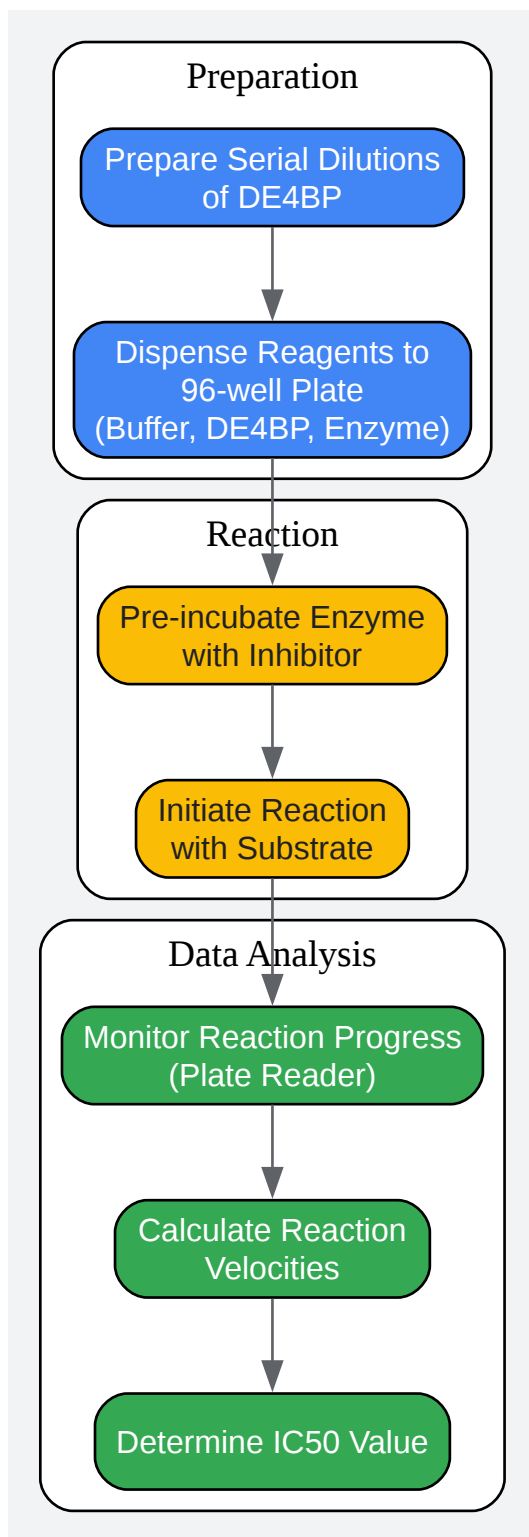 Preparation
Prepare Serial Dilutions
of DE4BP
Dispense Reagents to
96-well Plate
(Buffer, DE4BP, Enzyme)
Reaction
Pre-incubate Enzyme
with Inhibitor
Initiate Reaction
with Substrate
Data Analysis
Monitor Reaction Progress
(Plate Reader)
Calculate Reaction
Velocities
Determine IC50 Value